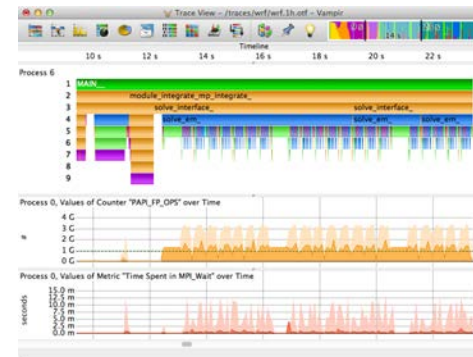 Trace View - /traces/wrf/wrf.1h.otf - Vampir
14 s
Timeline
10 s 12 s 14 s 16 s 18 s 20 s 22 s
Process 6
1 MAIN__
2 module_integrate_mp_integrate_
3 solve_interface_ solve_interface_
4 solve_em_ solve_em_ solve_em_
5
6
7
8
9
Process 0, Values of Counter "PAPI_FP_OPS" over Time
4 G
3 G
2 G
1 G
0 G
Process 0, Values of Metric "Time Spent in MPI_Wait" over Time
seconds
15.0 m
12.5 m
10.0 m
7.5 m
5.0 m
2.5 m
0.0 m